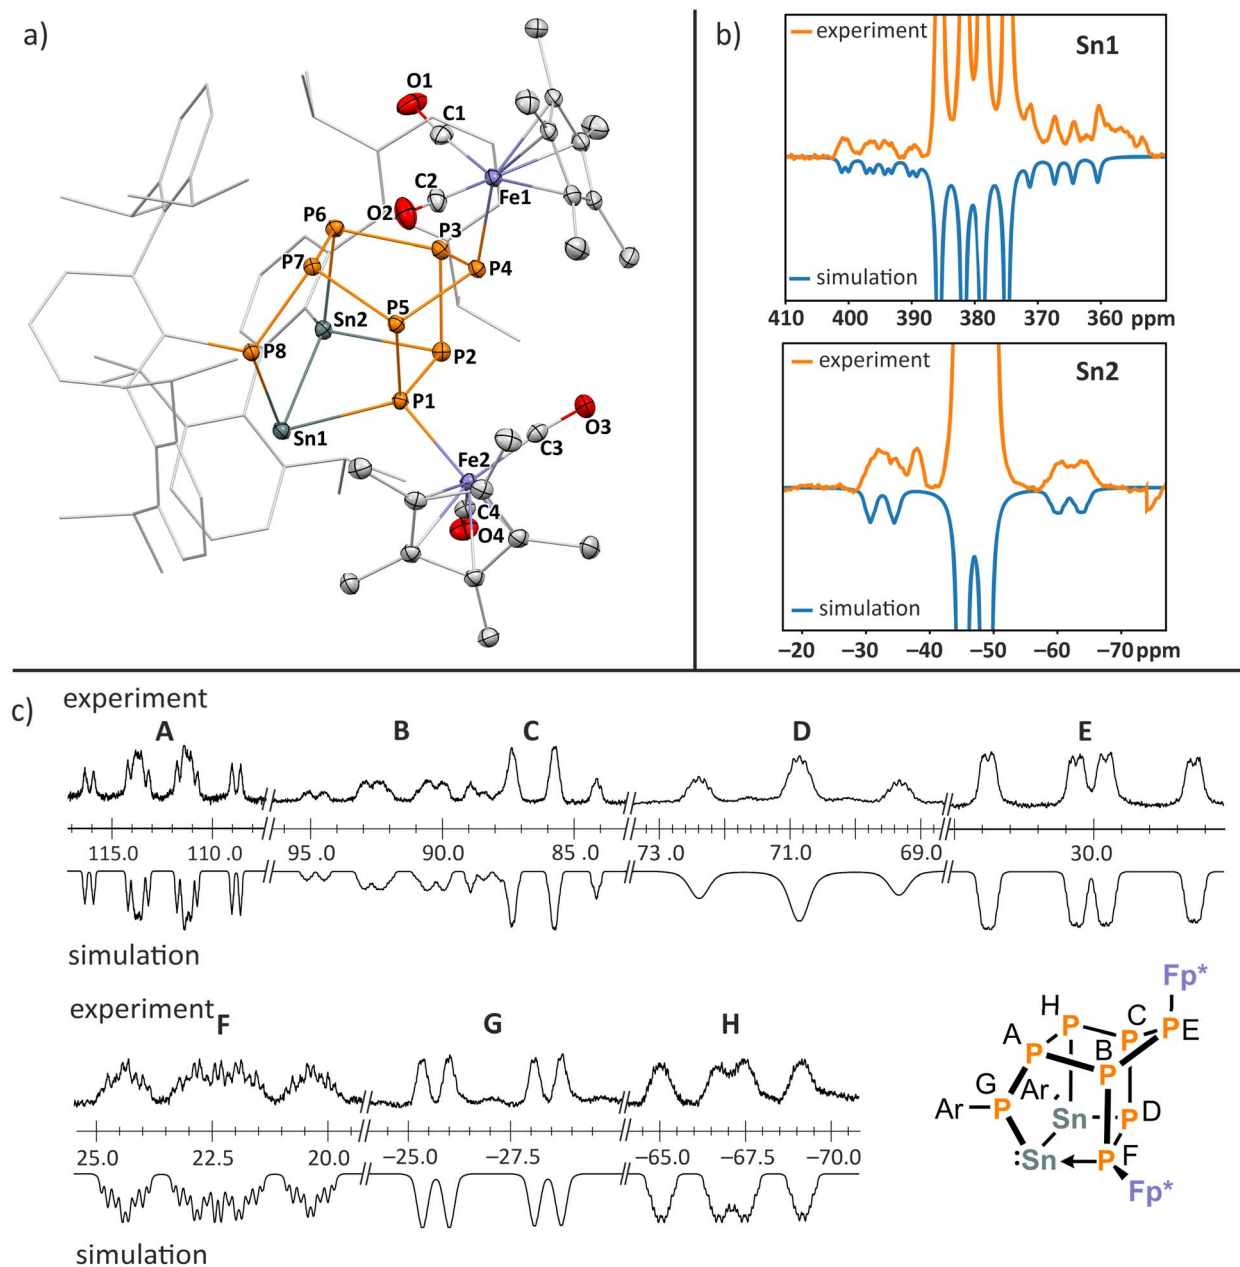 a)
O1
C1
C2
O2
Fe1
P6
P3
P7
P4
P5
Sn2
P8
P2
P1
Sn1
O3
C3
Fe2
C4
O4
b)
experiment
Sn1
simulation
410 400 390 380 370 360 ppm
experiment
Sn2
simulation
−20 −30 −40 −50 −60 −70 ppm
c)
experiment
A B C D E
115.0 110.0 95.0 90.0 85.0 73.0 71.0 69.0 30.0
simulation
experiment
F G H
25.0 22.5 20.0 −25.0 −27.5 −65.0 −67.5 −70.0
simulation
Fp*
H C
P P P E
A B
P P
G Ar
Ar P Sn P D
:Sn P F
Fp*